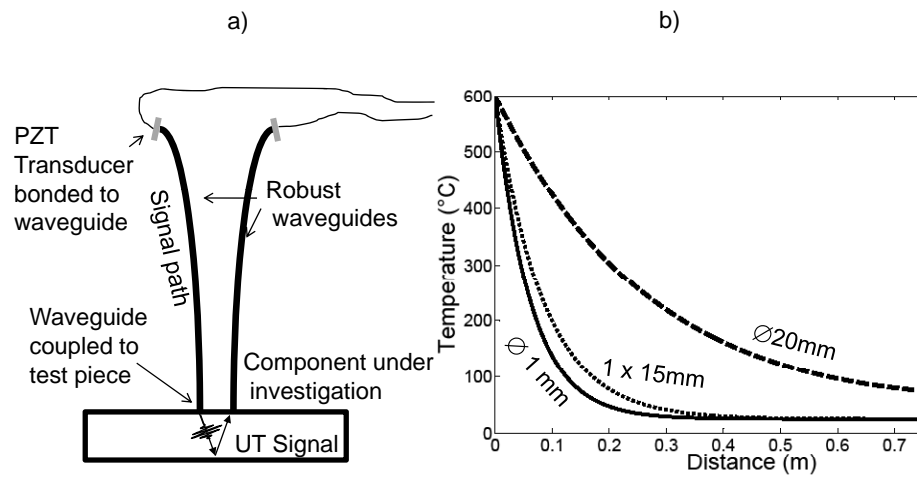 a)
PZT
Transducer
bonded to
waveguide
Signal path
Robust
waveguides
Waveguide
coupled to
test piece
Component under
investigation
UT Signal
b)
Temperature (°C)
600
500
400
300
200
100
0
∅20mm
1 x 15mm
∅ 1 mm
0 0.1 0.2 0.3 0.4 0.5 0.6 0.7
Distance (m)